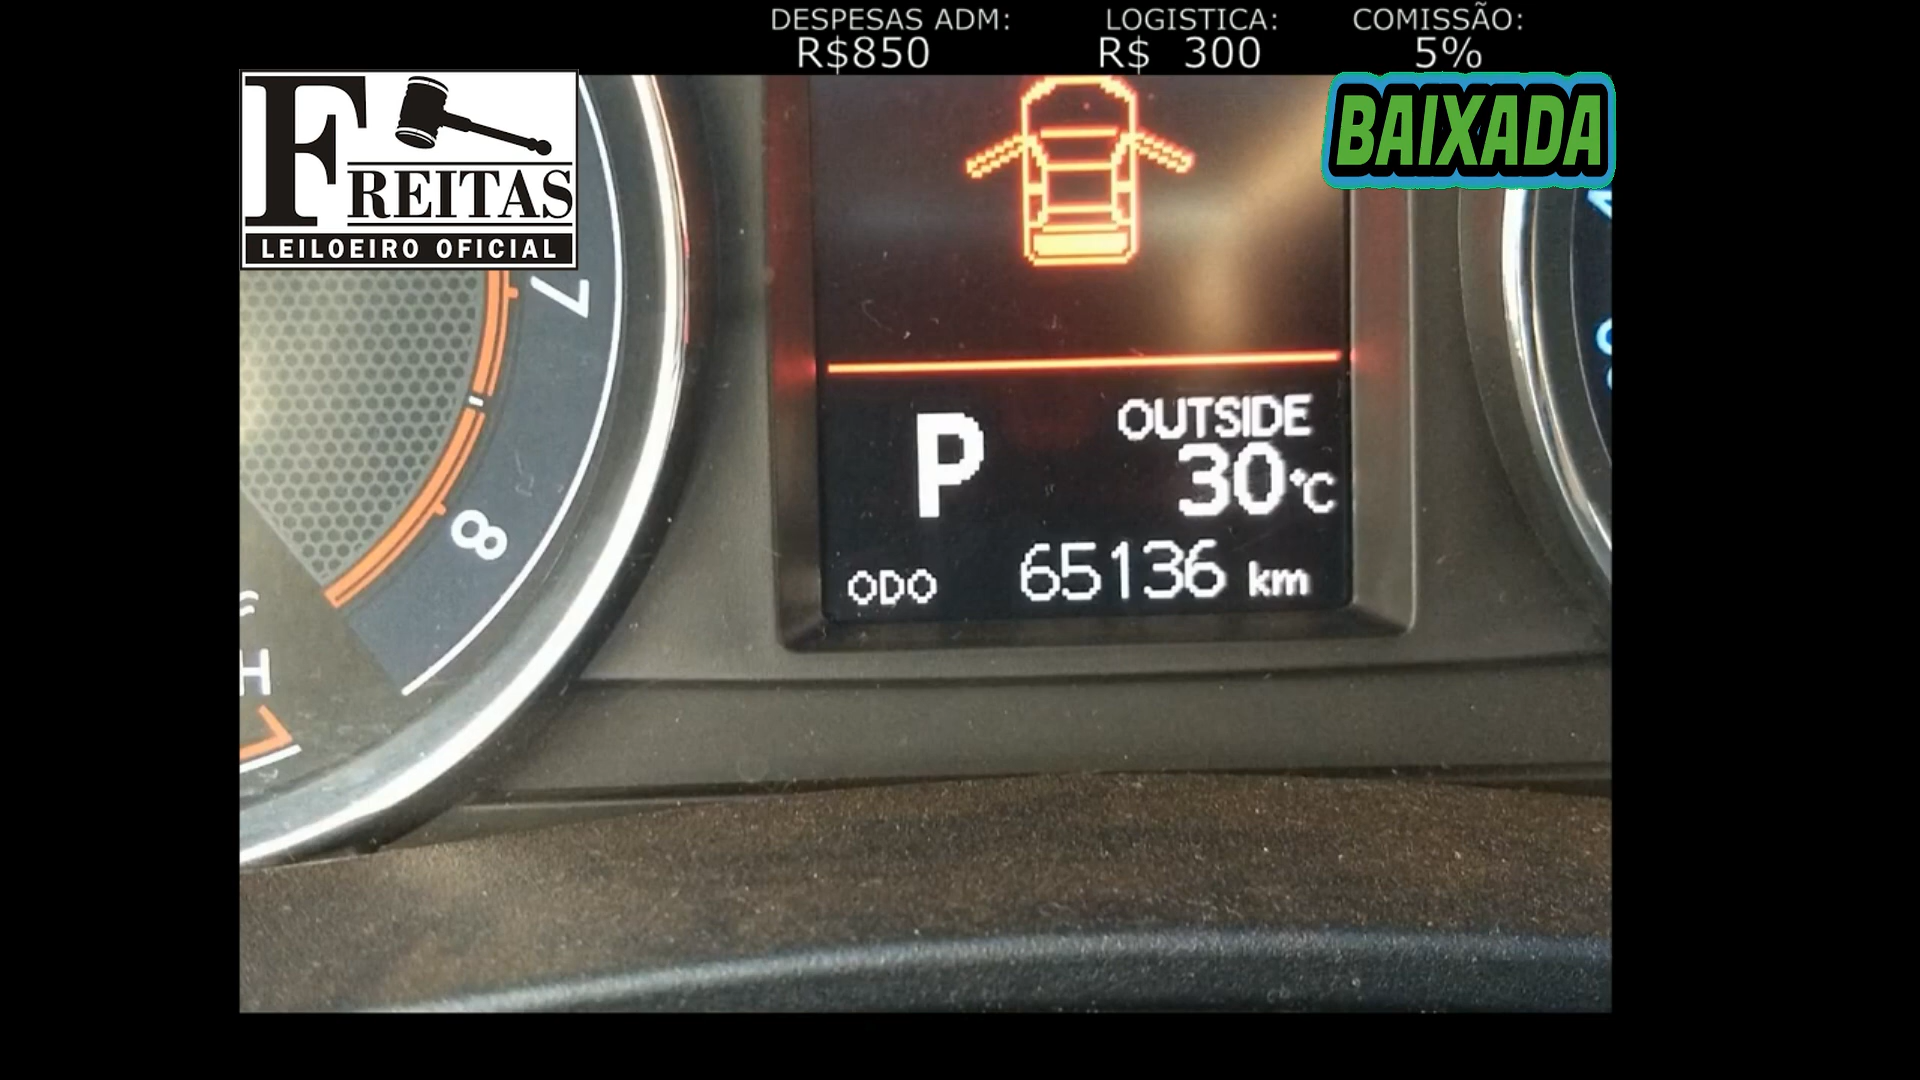 DESPESAS ADM:
R$850
LOGISTICA:
R$ 300
COMISSÃO:
5%
FREITAS
LEILOEIRO OFICIAL
BAIXADA
7
8
H
P
OUTSIDE
30°C
ODO 65136 km